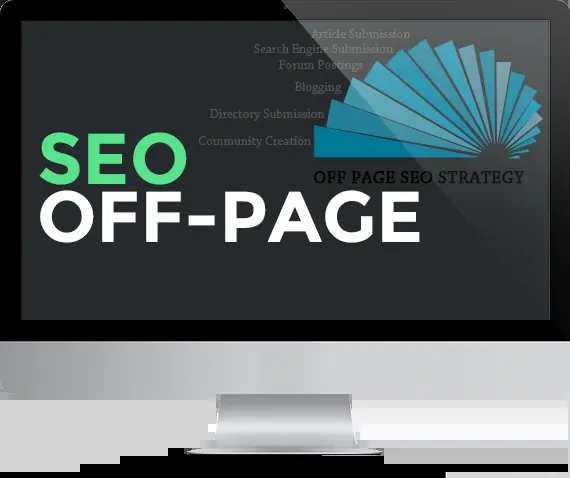 Article Submission
Search Engine Submission
Forum Postings
Blogging
Directory Submission
Community Creation
OFF PAGE SEO STRATEGY
SEO
OFF-PAGE